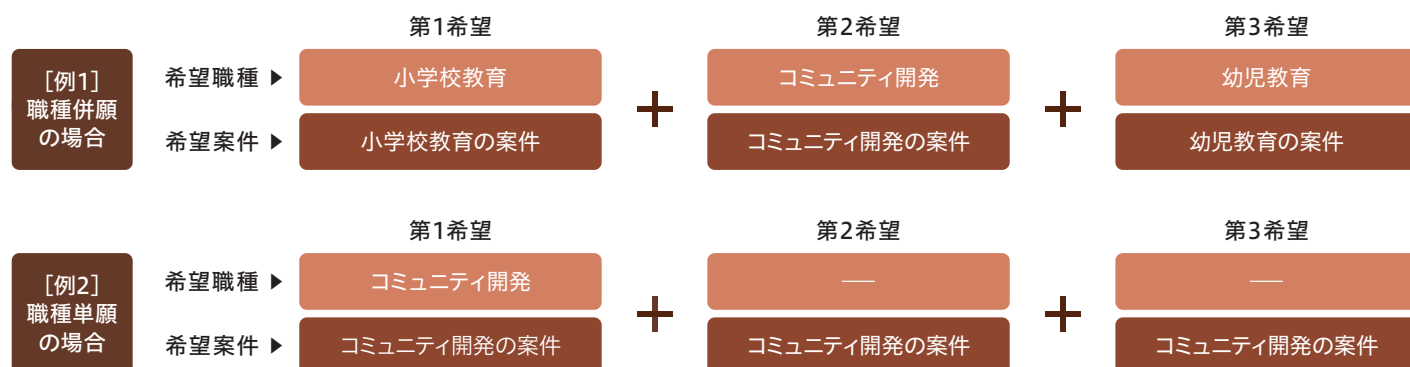 第1希望 第2希望 第3希望
[例1]
職種併願
の場合
希望職種 ▶ 小学校教育 + コミュニティ開発 + 幼児教育
希望案件 ▶ 小学校教育の案件 コミュニティ開発の案件 幼児教育の案件
第1希望 第2希望 第3希望
[例2]
職種単願
の場合
希望職種 ▶ コミュニティ開発 + — + —
希望案件 ▶ コミュニティ開発の案件 コミュニティ開発の案件 コミュニティ開発の案件